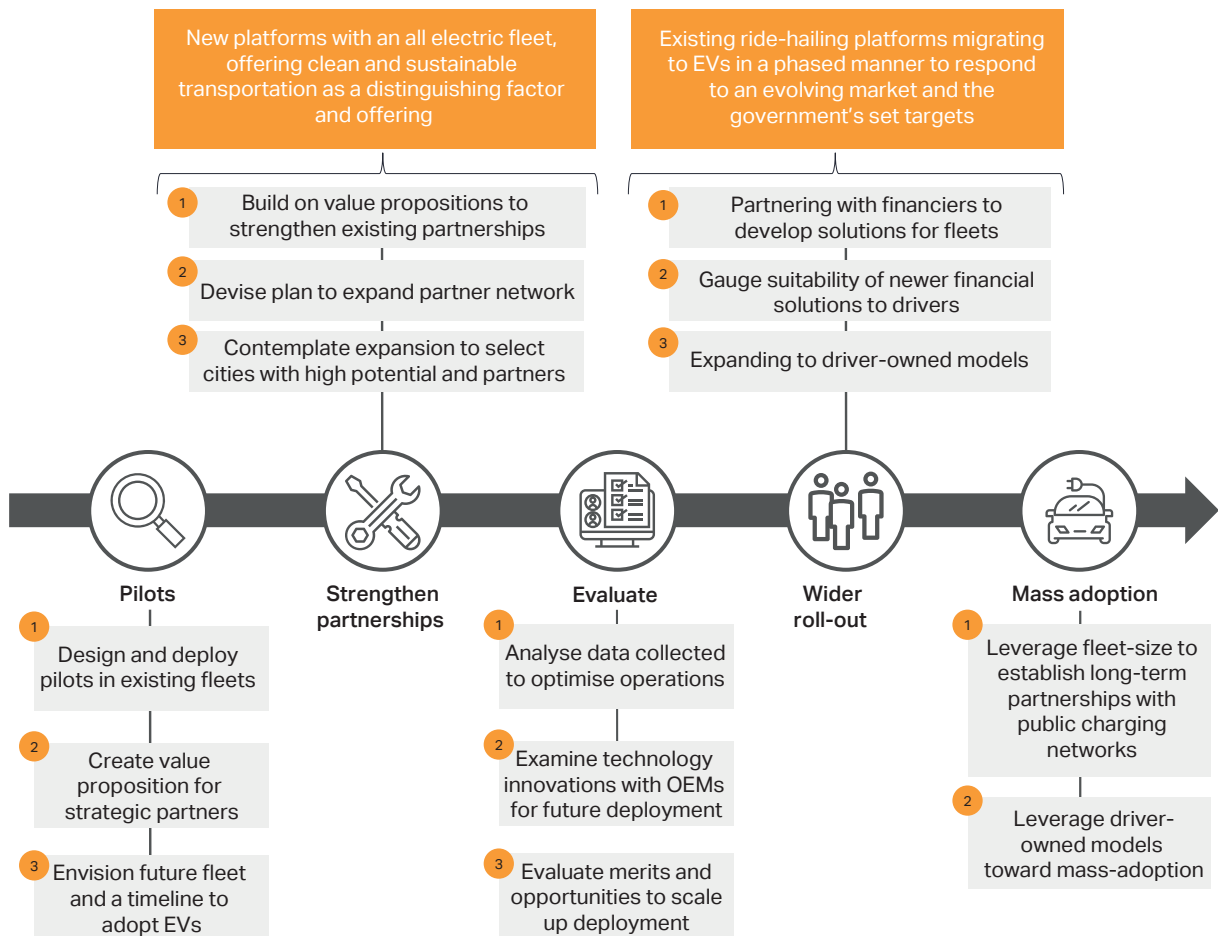 New platforms with an all electric fleet,
offering clean and sustainable
transportation as a distinguishing factor
and offering
Existing ride-hailing platforms migrating
to EVs in a phased manner to respond
to an evolving market and the
government's set targets
1
Build on value propositions to
strengthen existing partnerships
2
Devise plan to expand partner network
3
Contemplate expansion to select
cities with high potential and partners
1
Partnering with financiers to
develop solutions for fleets
2
Gauge suitability of newer financial
solutions to drivers
3
Expanding to driver-owned models
Pilots
Strengthen
partnerships
Evaluate
Wider
roll-out
Mass adoption
1
Design and deploy
pilots in existing fleets
2
Create value
proposition for
strategic partners
3
Envision future fleet
and a timeline to
adopt EVs
1
Analyse data collected
to optimise operations
2
Examine technology
innovations with OEMs
for future deployment
3
Evaluate merits and
opportunities to scale
up deployment
1
Leverage fleet-size to
establish long-term
partnerships with
public charging
networks
2
Leverage driver-
owned models
toward mass-adoption